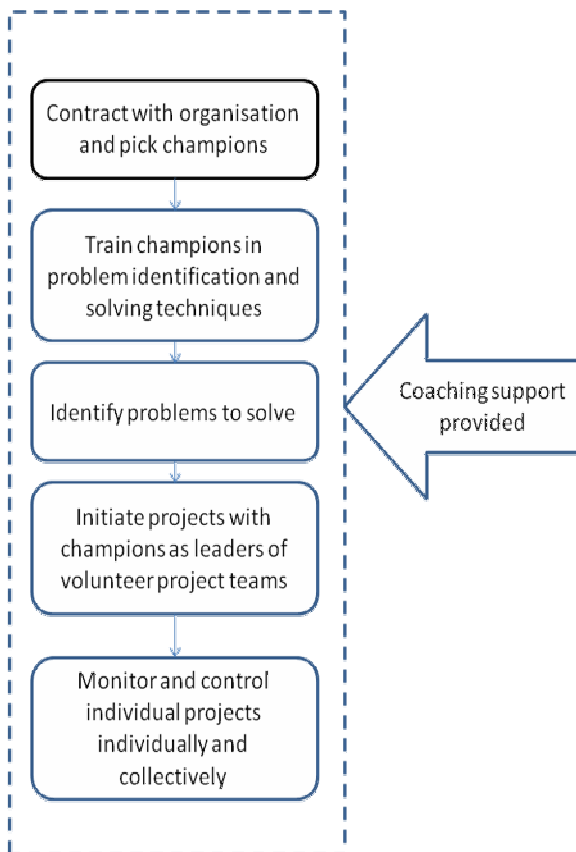 Contract with organisation
and pick champions
Train champions in
problem identification and
solving techniques
Identify problems to solve
Coaching support
provided
Initiate projects with
champions as leaders of
volunteer project teams
Monitor and control
individual projects
individually and
collectively